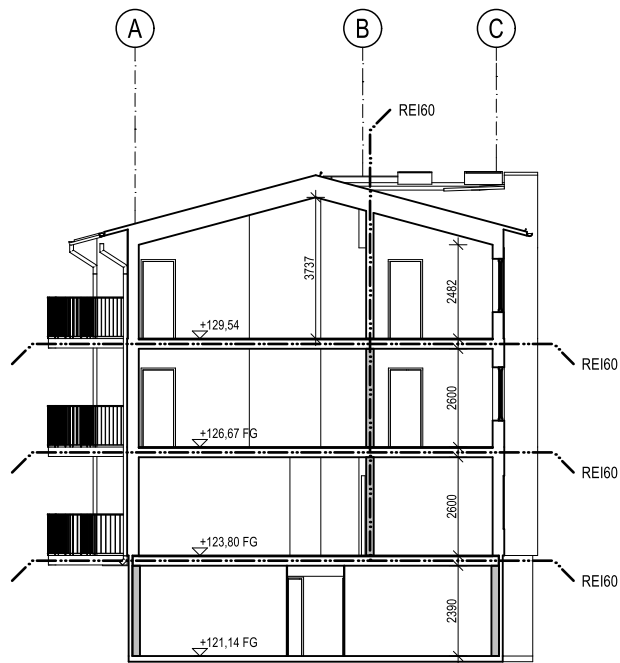 A
B
C
REI60
3737
2482
+129,54
REI60
2600
+126,67 FG
REI60
2600
+123,80 FG
REI60
2390
+121,14 FG